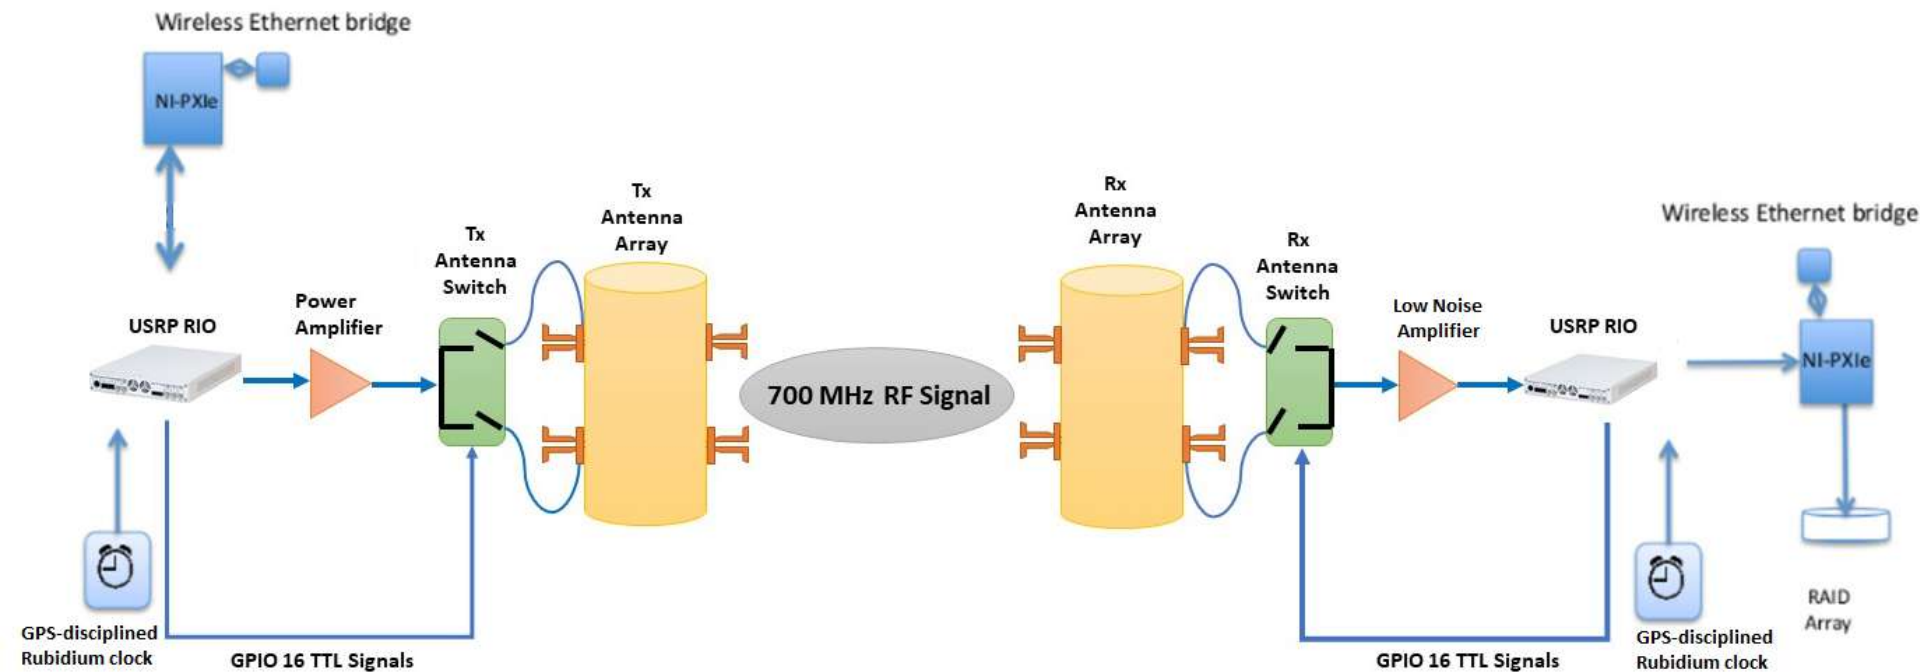 Wireless Ethernet bridge
NI-PXIe
USRP RIO
Power
Amplifier
Tx
Antenna
Switch
Tx
Antenna
Array
700 MHz RF Signal
Rx
Antenna
Array
Rx
Antenna
Switch
Low Noise
Amplifier
USRP RIO
Wireless Ethernet bridge
NI-PXIe
GPS-disciplined
Rubidium clock
GPIO 16 TTL Signals
GPIO 16 TTL Signals
GPS-disciplined
Rubidium clock
RAID
Array